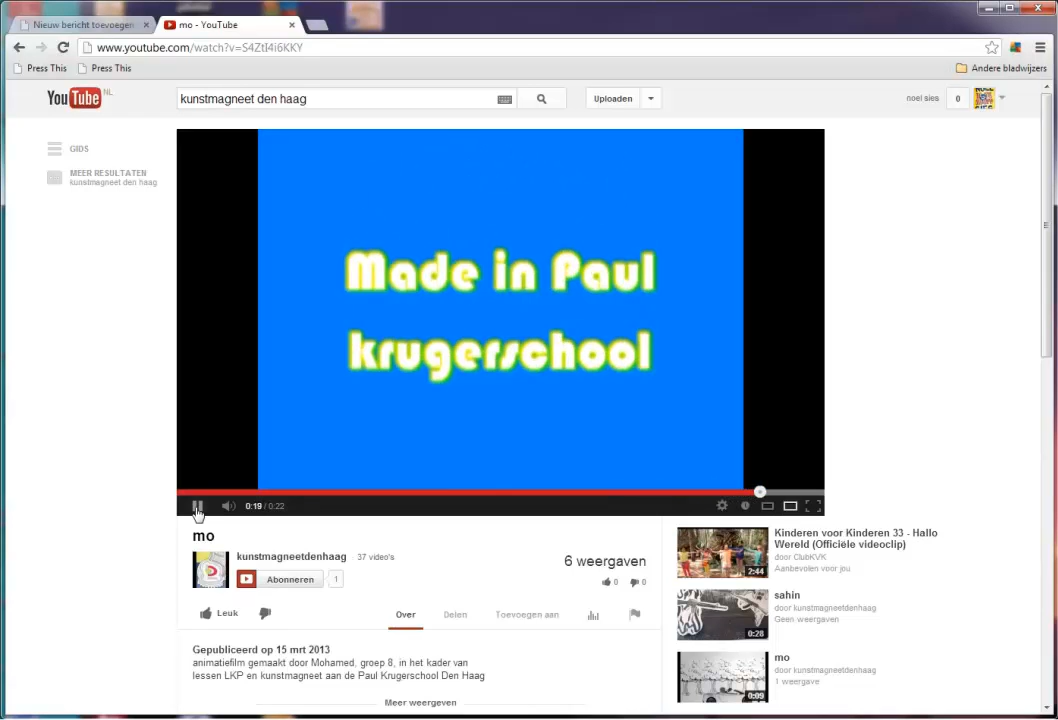 Nieuw bericht toevoegen
mo - YouTube
www.youtube.com/watch?v=S4ZtI4i6KKY
Press This
Press This
Andere bladwijzers
YouTube NL
kunstmagneet den haag
Uploaden
noel sies
0
GIDS
MEER RESULTATEN
kunstmagneet den haag
Made in Paul
krugerschool
0:19 / 0:22
mo
kunstmagneetdenhaag 37 video's
Abonneren 1
6 weergaven
0 0
Leuk
Over
Delen
Toevoegen aan
Gepubliceerd op 15 mrt 2013
animatiefilm gemaakt door Mohamed, groep 8, in het kader van
lessen LKP en kunstmagneet aan de Paul Krugerschool Den Haag
Meer weergeven
Kinderen voor Kinderen 33 - Hallo
Wereld (Officiële videoclip)
door ClubKVK
Aanbevolen voor jou
2:44
sahin
door kunstmagneetdenhaag
Geen weergaven
0:28
mo
door kunstmagneetdenhaag
1 weergave
0:09